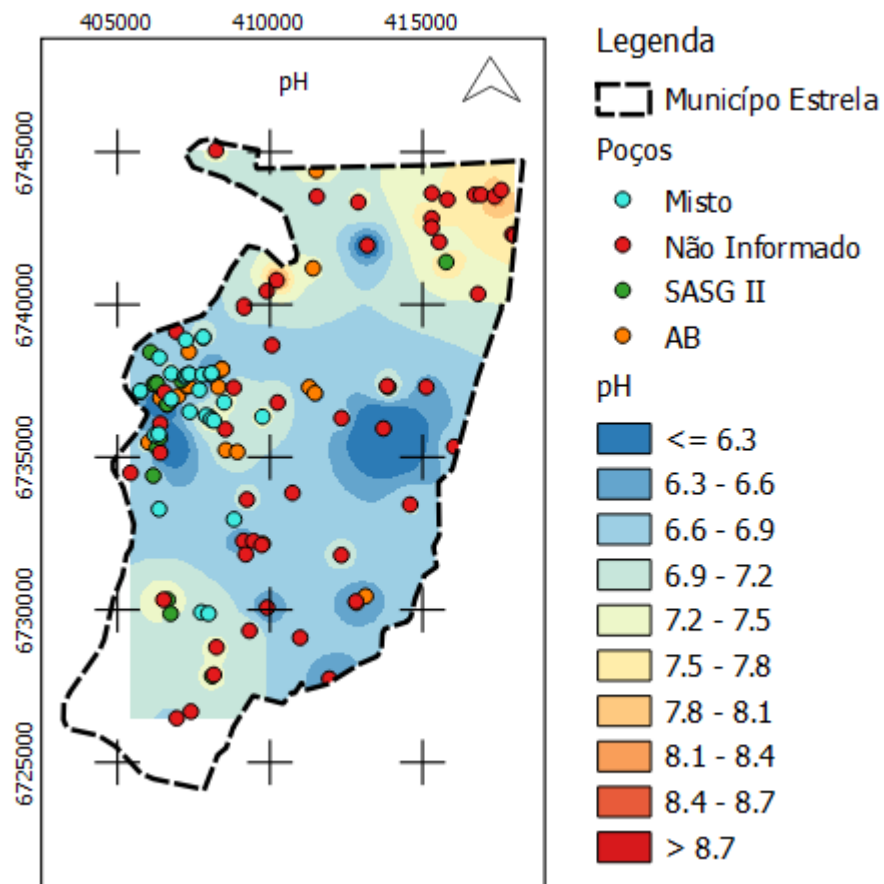 405000 410000 415000
pH
6745000
6740000
6735000
6730000
6725000
Legenda
Municípo Estrela
Poços
Misto
Não Informado
SASG II
AB
pH
<= 6.3
6.3 - 6.6
6.6 - 6.9
6.9 - 7.2
7.2 - 7.5
7.5 - 7.8
7.8 - 8.1
8.1 - 8.4
8.4 - 8.7
> 8.7